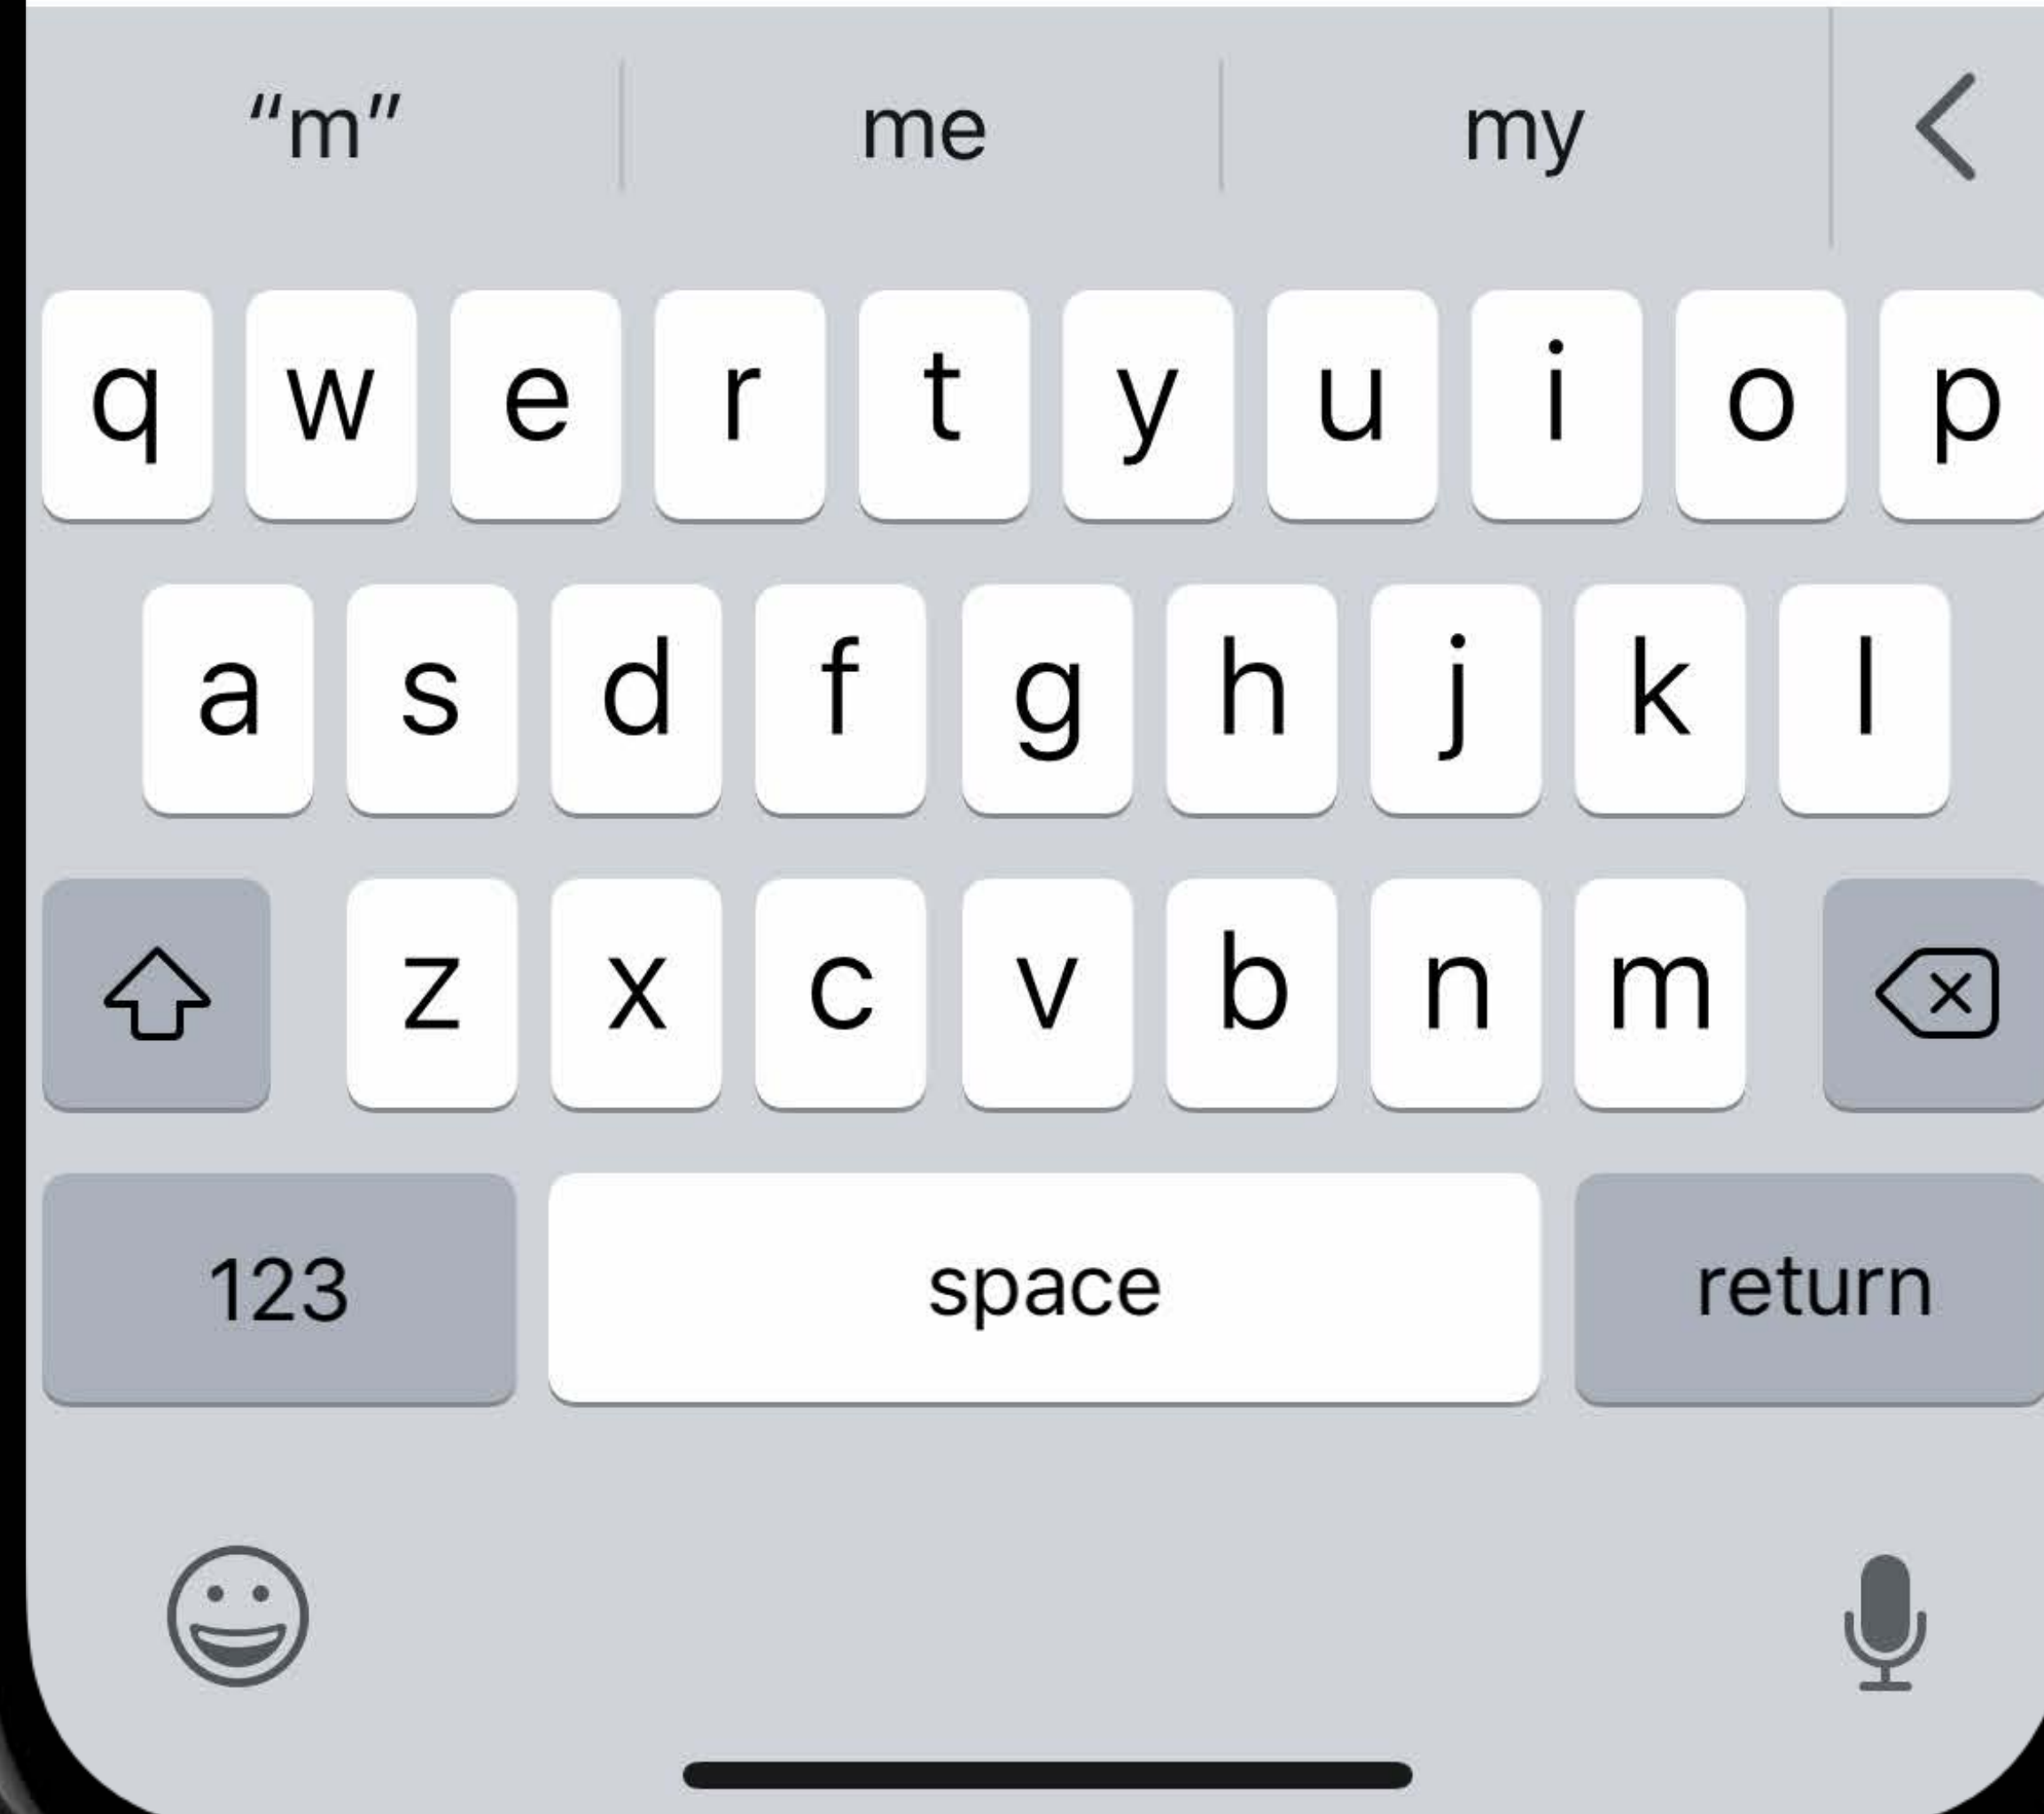 “m” me my
q w e r t y u i o p
a s d f g h j k l
z x c v b n m
123 space return